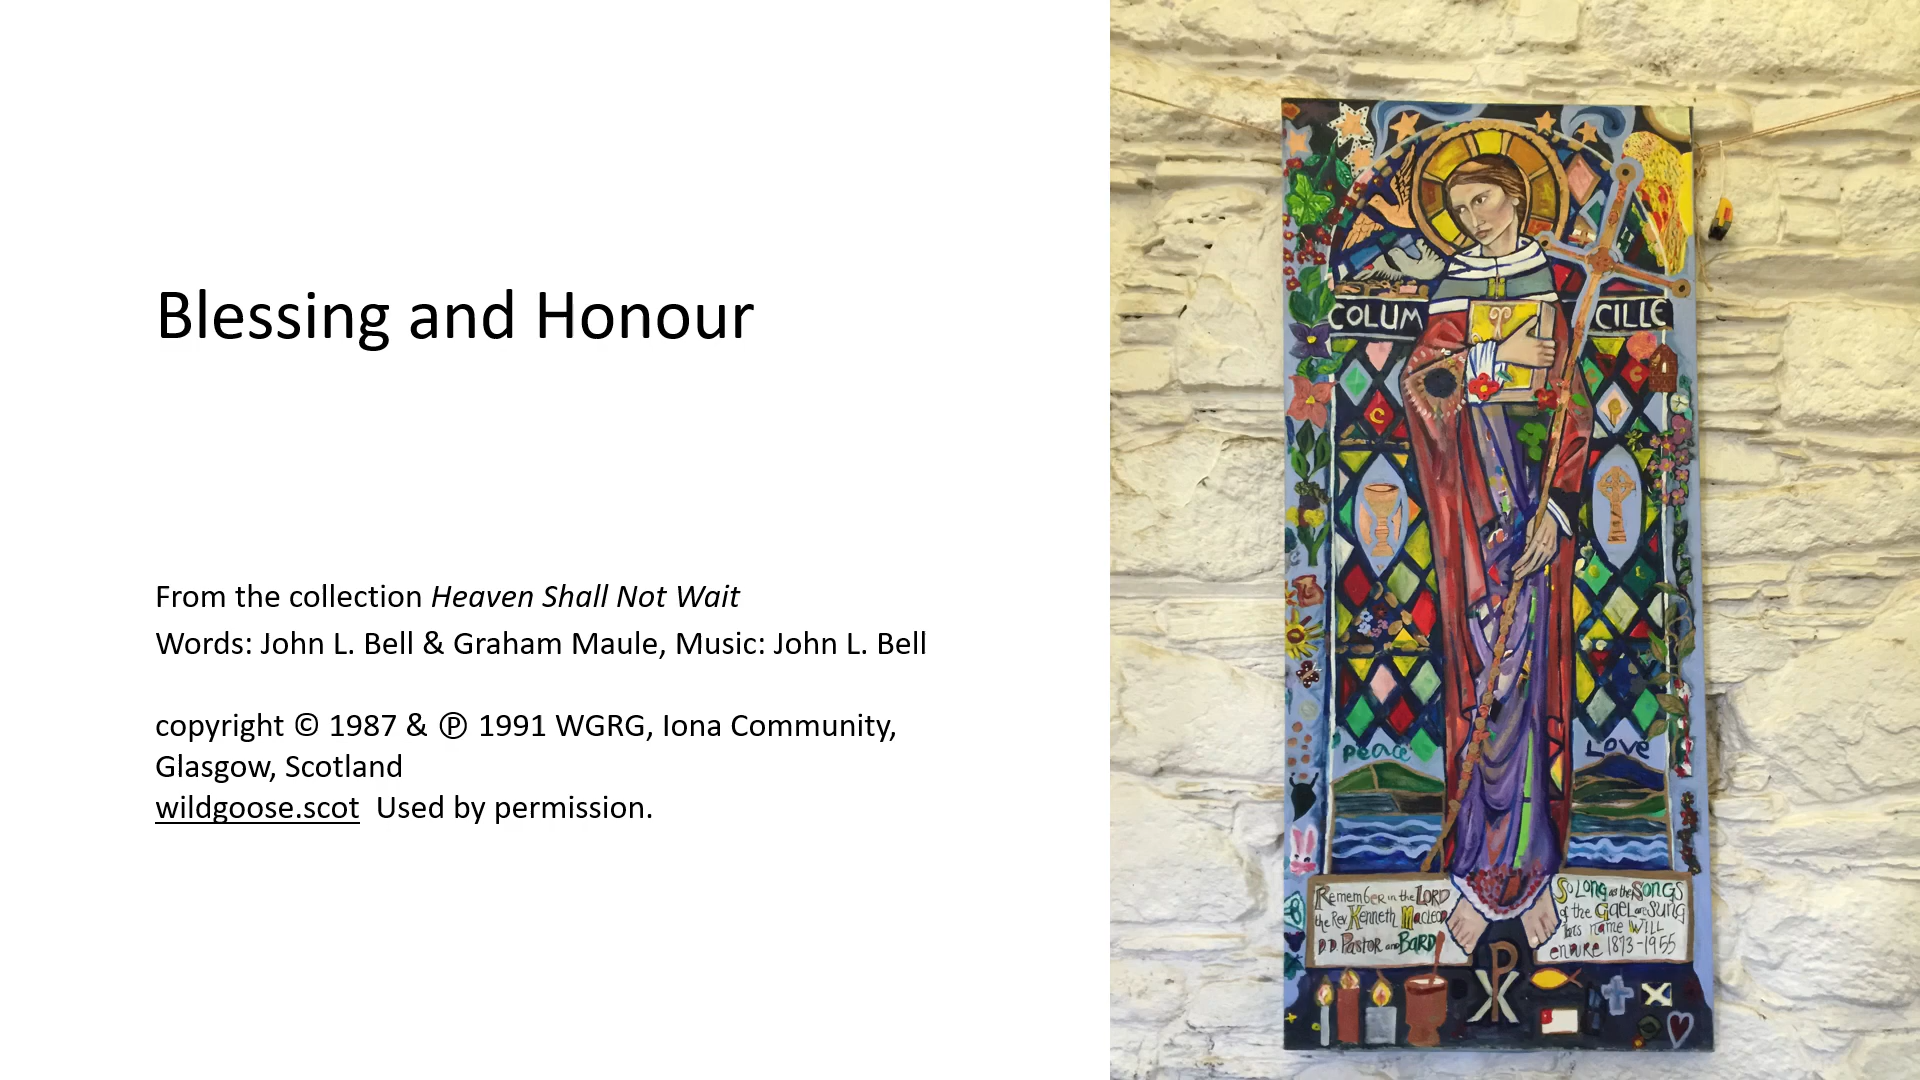 Blessing and Honour
From the collection Heaven Shall Not Wait
Words: John L. Bell & Graham Maule, Music: John L. Bell
copyright © 1987 & ℗ 1991 WGRG, Iona Community,
Glasgow, Scotland
wildgoose.scot Used by permission.
COLUM CILLE
C
peace
Love
Remember in the LORD
the Rev. Kenneth Macleod
DD Pastor and BARD
So Long as the SONGS
of the Gael are Sung
his name WILL
endure 1873-1955